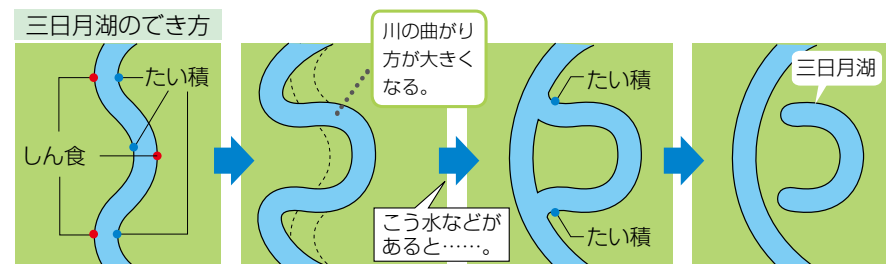 三日月湖のでき方
しん食
たい積
川の曲がり
方が大きく
なる。
こう水などが
あると……。
たい積
たい積
三日月湖